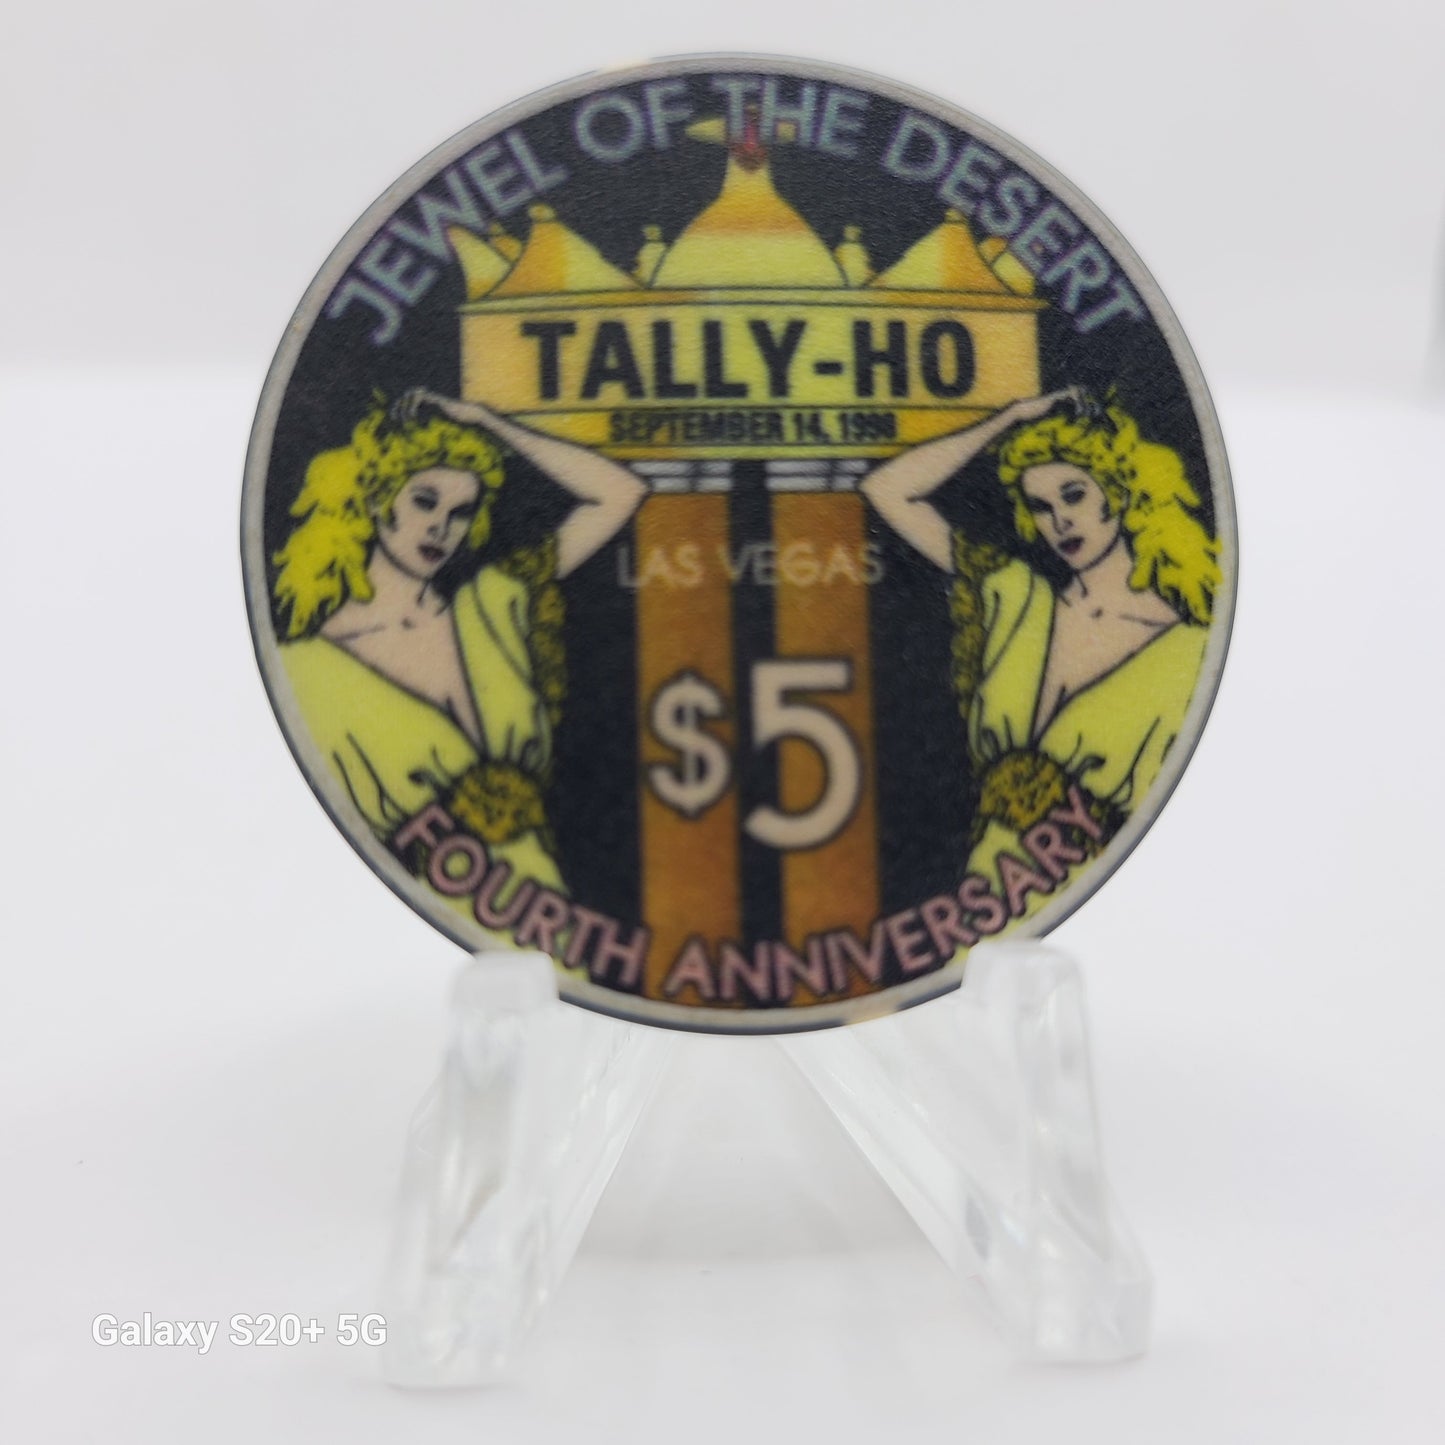 JEWEL OF THE DESERT
TALLY-HO
SEPTEMBER 14, 1998
LAS VEGAS
$5
FOURTH ANNIVERSARY
Galaxy S20+ 5G